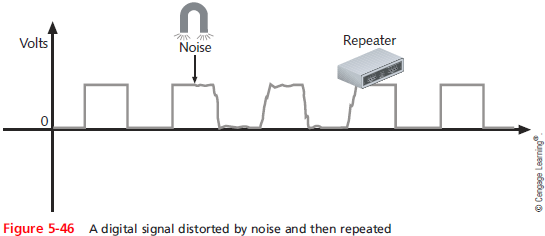 Volts
Noise
Repeater
0
© Cengage Learning®.
Figure 5-46 A digital signal distorted by noise and then repeated